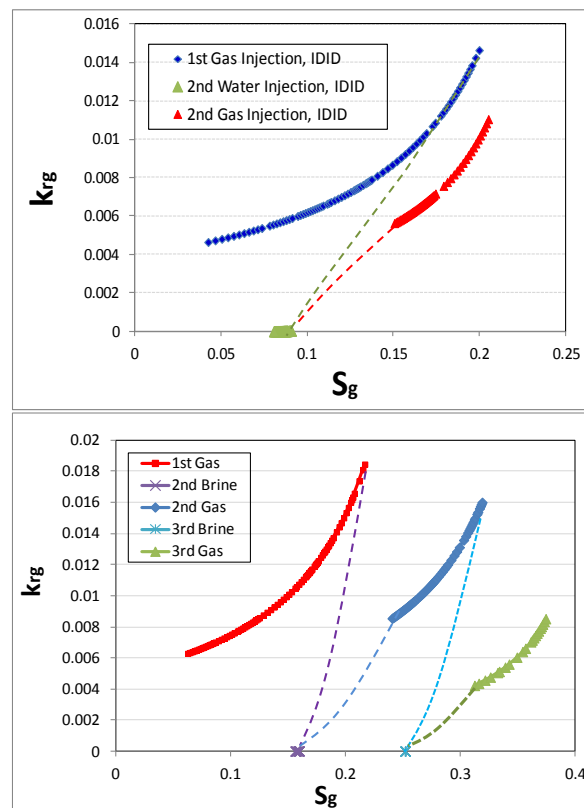 0.016
0.014
0.012
0.01
0.008
0.006
0.004
0.002
0
krg
1st Gas Injection, IDID
2nd Water Injection, IDID
2nd Gas Injection, IDID
0 0.05 0.1 0.15 0.2 0.25
Sg
0.02
0.018
0.016
0.014
0.012
0.01
0.008
0.006
0.004
0.002
0
krg
1st Gas
2nd Brine
2nd Gas
3rd Brine
3rd Gas
0 0.1 0.2 0.3 0.4
Sg